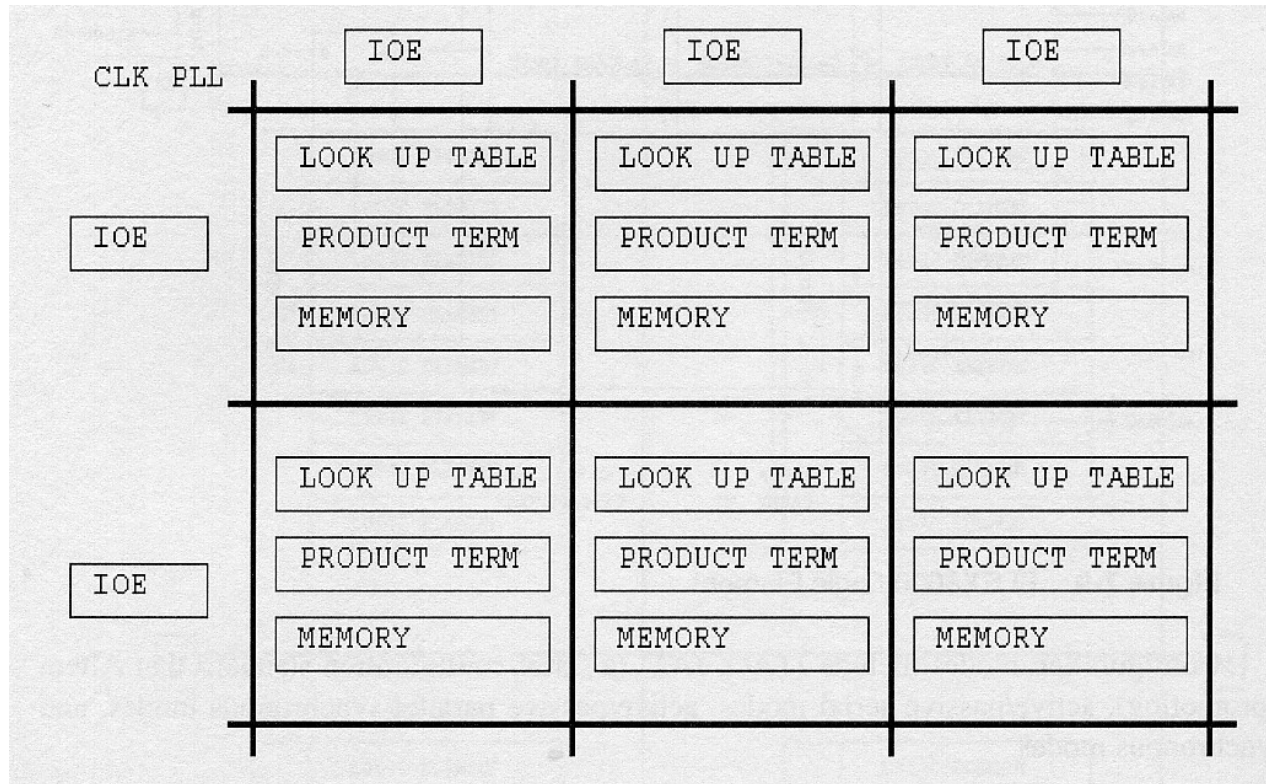 IOE IOE IOE
CLK PLL
LOOK UP TABLE LOOK UP TABLE LOOK UP TABLE
IOE PRODUCT TERM PRODUCT TERM PRODUCT TERM
MEMORY MEMORY MEMORY
LOOK UP TABLE LOOK UP TABLE LOOK UP TABLE
PRODUCT TERM PRODUCT TERM PRODUCT TERM
IOE
MEMORY MEMORY MEMORY